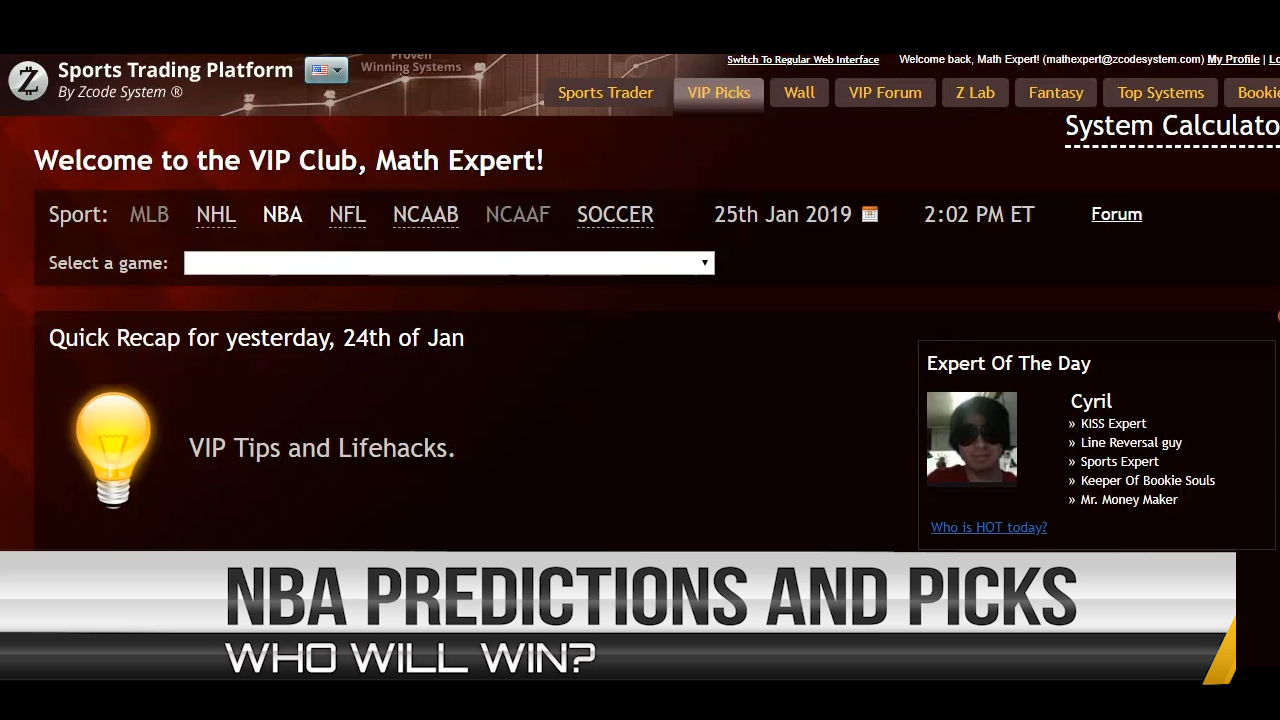 Proven
Winning Systems
Switch To Regular Web Interface Welcome back, Math Expert! (mathexpert@zcodesystem.com) My Profile | Lo
Sports Trading Platform
By Zcode System ®
Sports Trader VIP Picks Wall VIP Forum Z Lab Fantasy Top Systems Bookie
System Calculato
Welcome to the VIP Club, Math Expert!
Sport: MLB NHL NBA NFL NCAAB NCAAF SOCCER 25th Jan 2019 2:02 PM ET Forum
Select a game:
Quick Recap for yesterday, 24th of Jan
VIP Tips and Lifehacks.
Expert Of The Day
Cyril
» KISS Expert
» Line Reversal guy
» Sports Expert
» Keeper Of Bookie Souls
» Mr. Money Maker
Who is HOT today?
NBA PREDICTIONS AND PICKS
WHO WILL WIN?